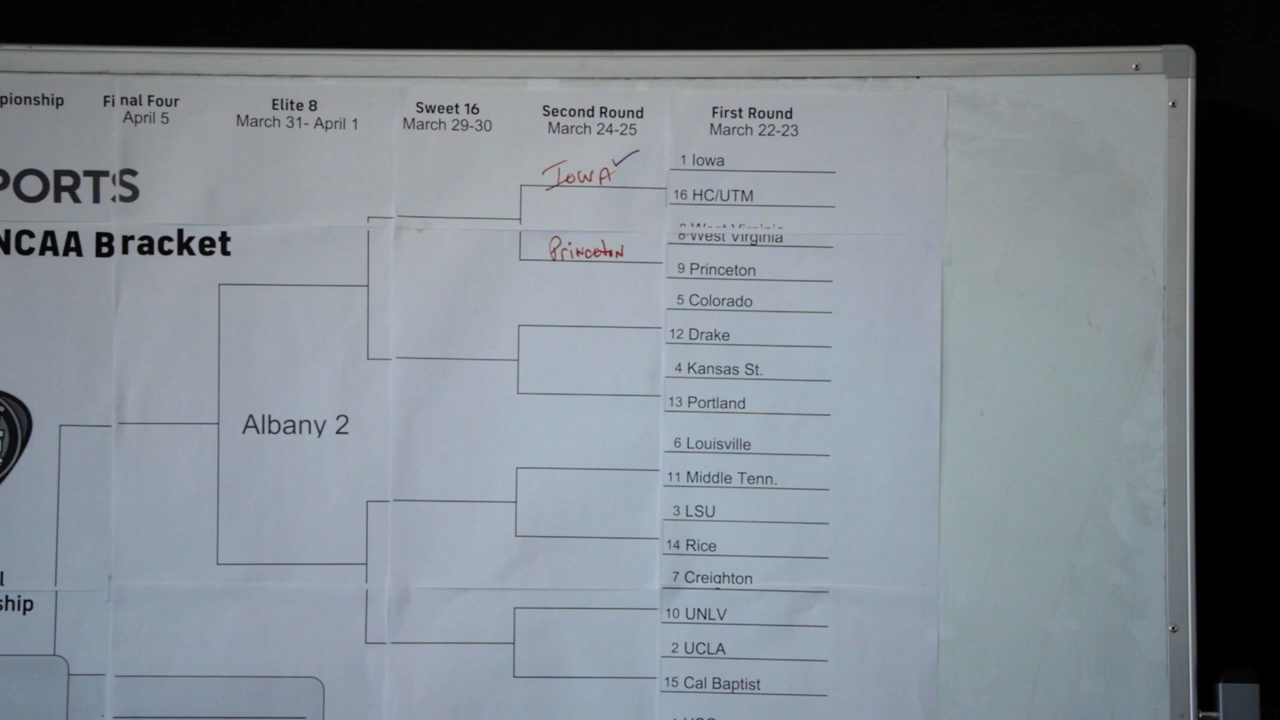 pionship
Final Four
April 5
Elite 8
March 31- April 1
Sweet 16
March 29-30
Second Round
March 24-25
First Round
March 22-23
PORTS
NCAA Bracket
IOWA
Princeton
Albany 2
1 Iowa
16 HC/UTM
8 West Virginia
9 Princeton
5 Colorado
12 Drake
4 Kansas St.
13 Portland
6 Louisville
11 Middle Tenn.
3 LSU
14 Rice
7 Creighton
10 UNLV
2 UCLA
15 Cal Baptist
ship